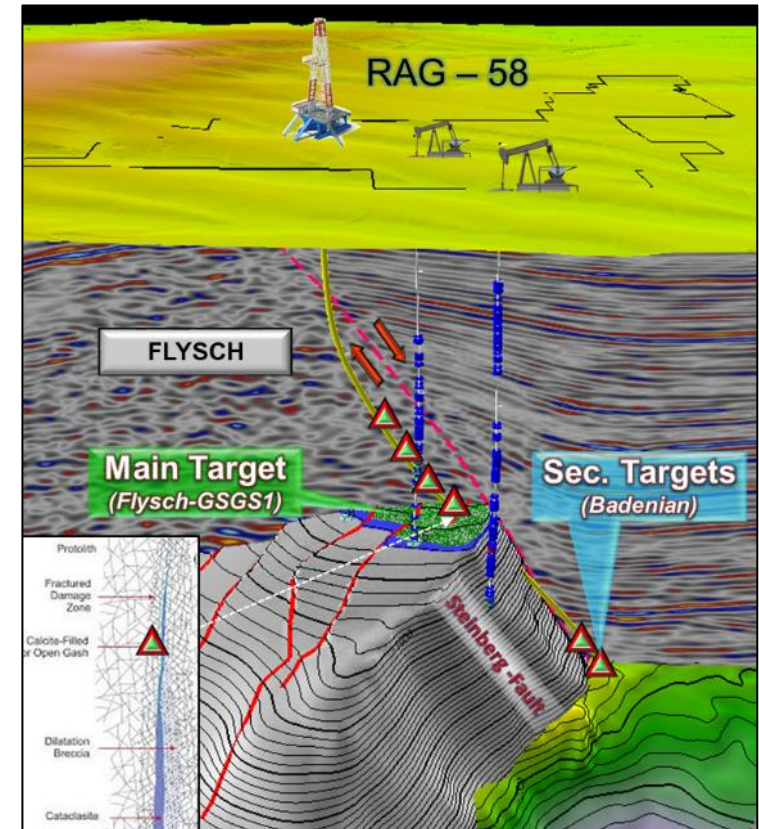 RAG – 58
FLYSCH
Main Target
(Flysch-GSGS1)
Sec. Targets
(Badenian)
Steinberg -Fault
Protolith
Fractured
Damage
Zone
Calcite-Filled
or Open Gash
Dilatation
Breccia
Cataclasite